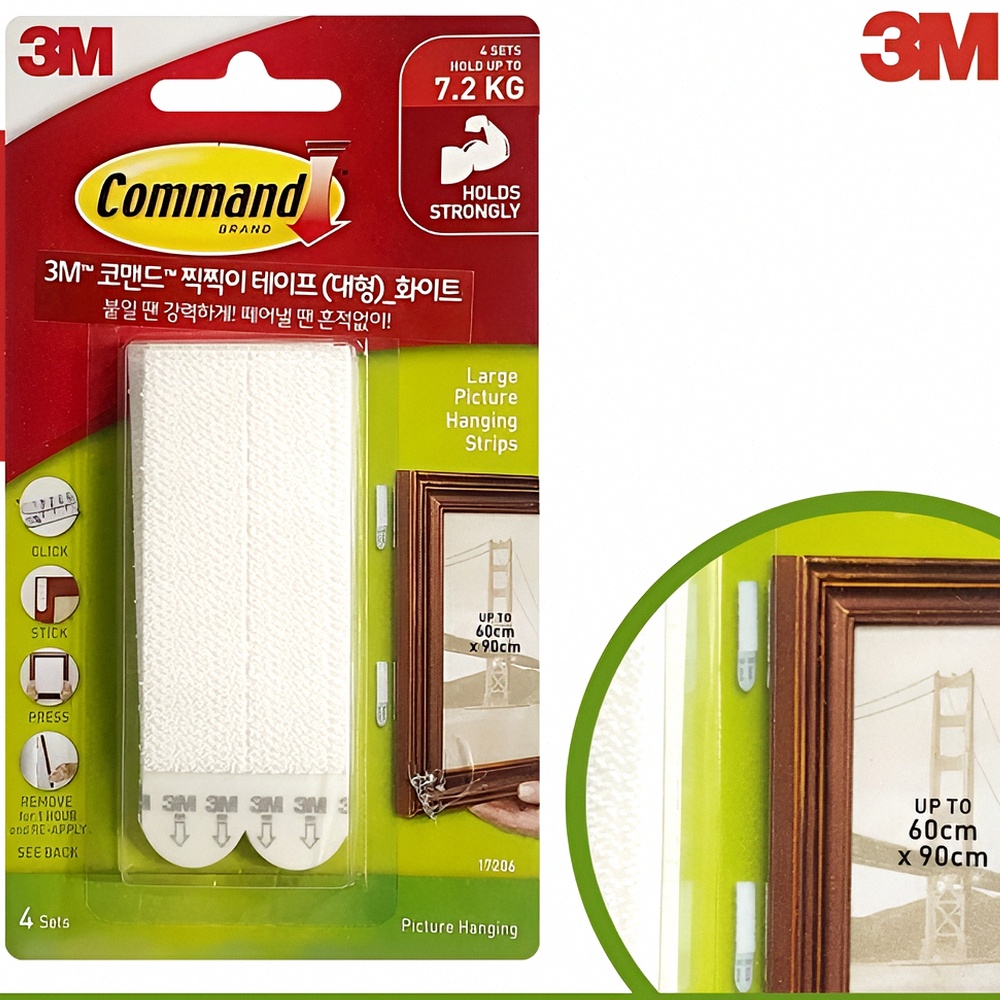 3M
4 SETS
HOLD UP TO
7.2 KG
HOLDS
STRONGLY
Command
BRAND
3M™ 코맨드™ 찍찍이 테이프 (대형)_화이트
붙일 땐 강력하게! 떼어낼 땐 흔적없이!
Large
Picture
Hanging
Strips
CLICK
STICK
PRESS
REMOVE
for 1 HOUR
and RE-APPLY
SEE BACK
UP TO
60cm
x 90cm
3M 3M 3M 3M
17206
4 Sets
Picture Hanging
3M
UP TO
60cm
x 90cm